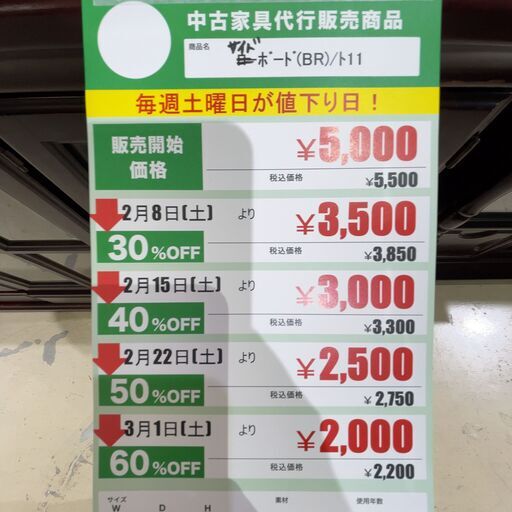 中古家具代行販売商品
商品名
サイドボード(BR)/ト11
毎週土曜日が値下り日!
販売開始
価格
¥5,000
税込価格
¥5,500
2月8日(土) より
30%OFF
¥3,500
税込価格
¥3,850
2月15日(土) より
40%OFF
¥3,000
税込価格
¥3,300
2月22日(土) より
50%OFF
¥2,500
税込価格
¥2,750
3月1日(土) より
60%OFF
¥2,000
税込価格
¥2,200
サイズ
W D H
素材
使用年数